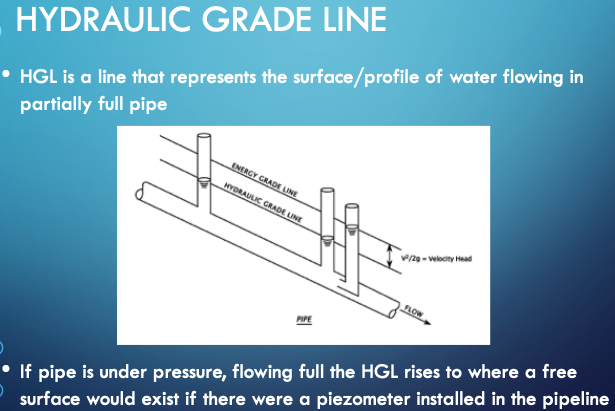 HYDRAULIC GRADE LINE
• HGL is a line that represents the surface/profile of water flowing in
partially full pipe
ENERGY GRADE LINE
HYDRAULIC GRADE LINE
V²/2g = Velocity Head
FLOW
PIPE
• If pipe is under pressure, flowing full the HGL rises to where a free
surface would exist if there were a piezometer installed in the pipeline